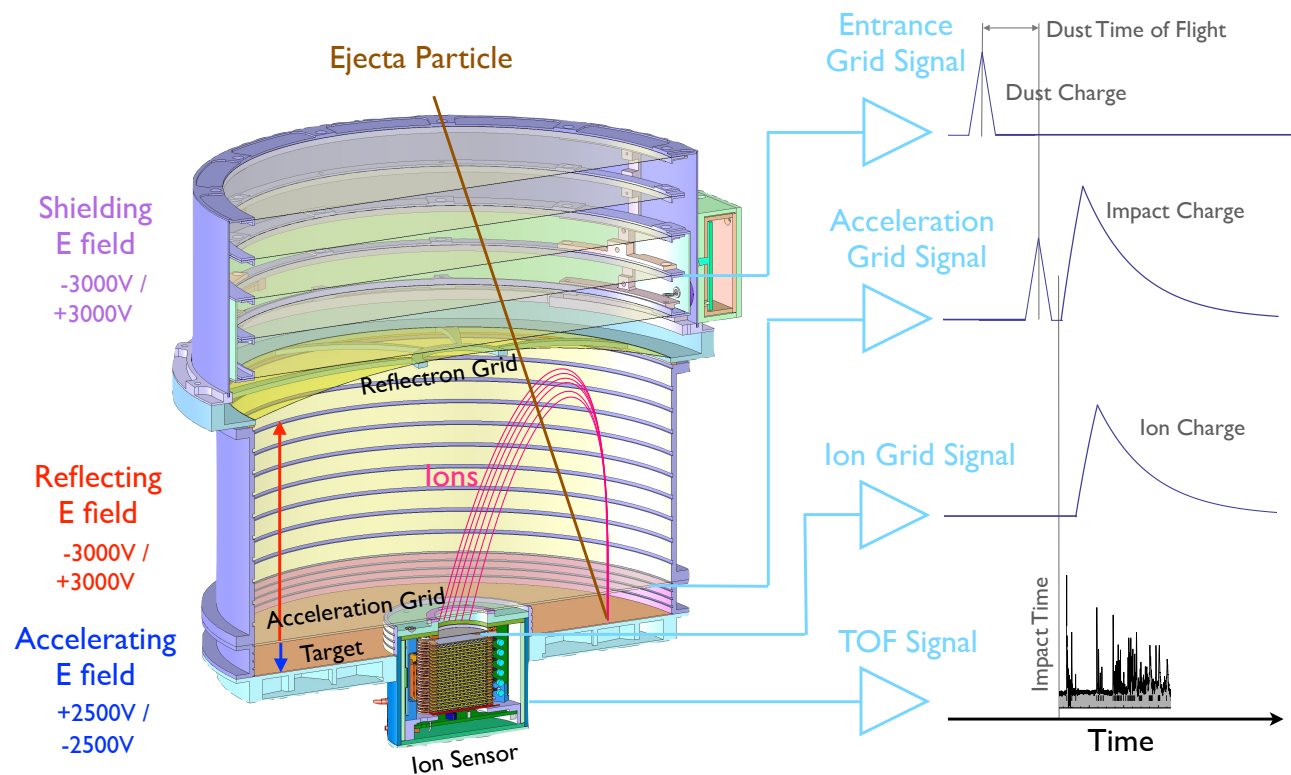 Ejecta Particle
Shielding
E field
-3000V /
+3000V
Reflecting
E field
-3000V /
+3000V
Accelerating
E field
+2500V /
-2500V
Reflectron Grid
Ions
Acceleration Grid
Target
Ion Sensor
Entrance
Grid Signal
Acceleration
Grid Signal
Ion Grid Signal
TOF Signal
Dust Time of Flight
Dust Charge
Impact Charge
Ion Charge
Impact Time
Time